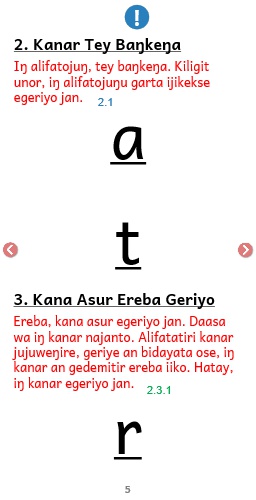 !
2. Kanar Tey Baŋkeŋa
Iŋ alifatojuŋ, tey baŋkeŋa. Kiligit
unor, iŋ alifatojuŋu garta ijikekse
egeriyo jan. 2.1
a
t
3. Kana Asur Ereba Geriyo
Ereba, kana asur egeriyo jan. Daasa
wa iŋ kanar najanto. Alifatatiri kanar
jujuweŋire, geriye an bidayata ose, iŋ
kanar an gedemitir ereba iiko. Hatay,
iŋ kanar egeriyo jan. 2.3.1
r
5